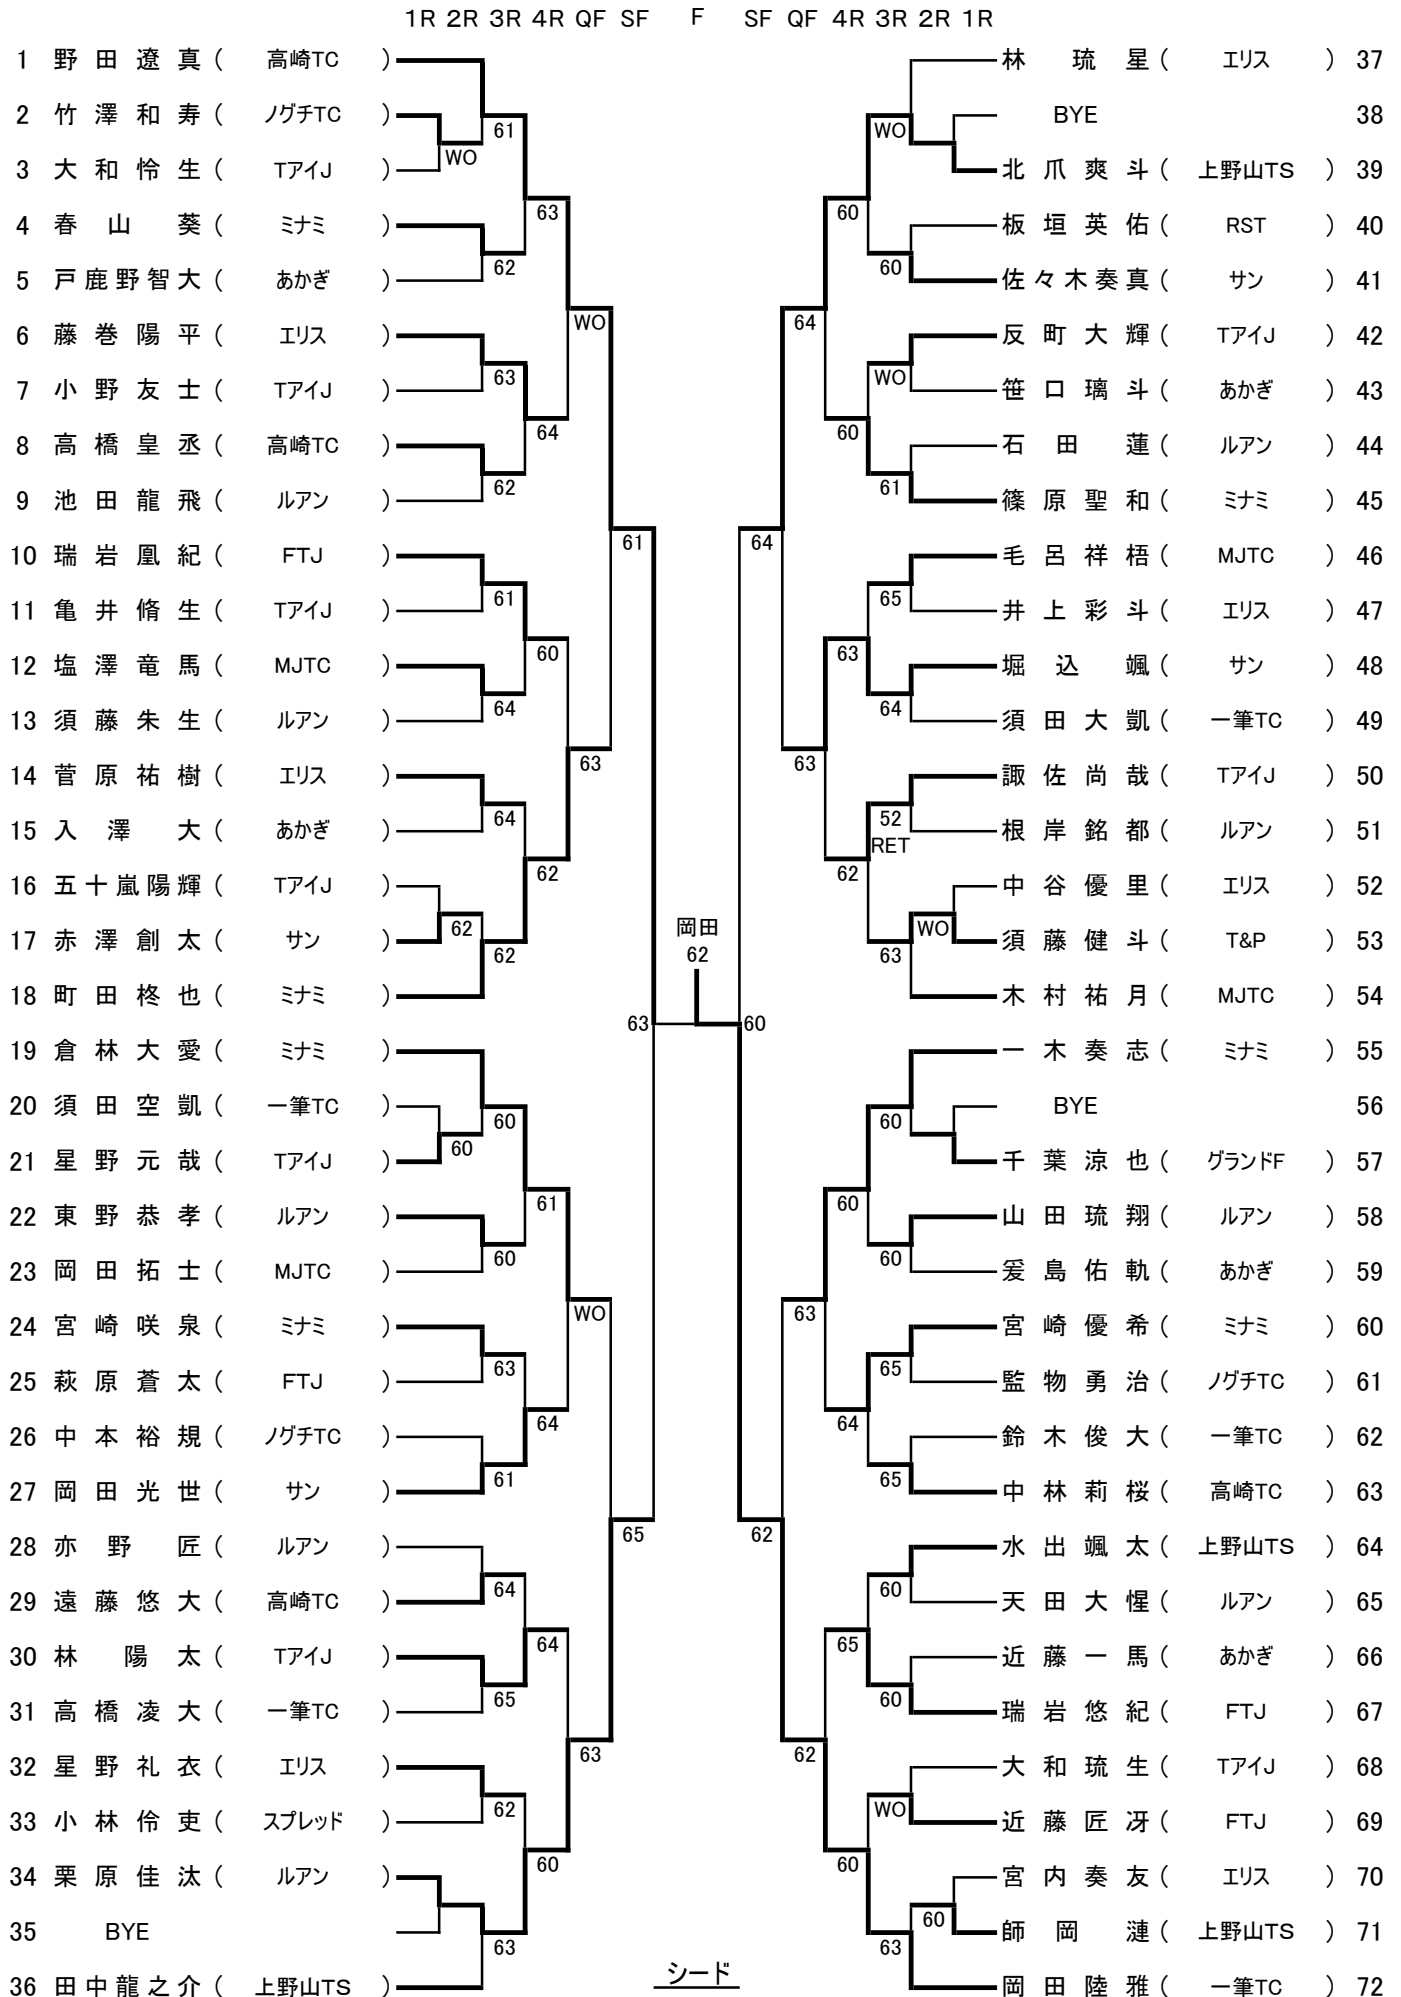 1R 2R 3R 4R QF SF F SF QF 4R 3R 2R 1R
1 野田遼真 ( 高崎TC ) 林 琉星 ( エリス ) 37
2 竹澤和寿 ( ノグチTC ) BYE 38
61 WO
WO
3 大和怜生 ( TアイJ ) 北爪爽斗 ( 上野山TS ) 39
63 60
4 春山 葵 ( ミナミ ) 板垣英佑 ( RST ) 40
62 60
5 戸鹿野智大 ( あかぎ ) 佐々木奏真 ( サン ) 41
WO 64
6 藤巻陽平 ( エリス ) 反町大輝 ( TアイJ ) 42
63 WO
7 小野友士 ( TアイJ ) 笹口璃斗 ( あかぎ ) 43
64 60
8 高橋皇丞 ( 高崎TC ) 石田 蓮 ( ルアン ) 44
62 61
9 池田龍飛 ( ルアン ) 篠原聖和 ( ミナミ ) 45
61 64
10 瑞岩凰紀 ( FTJ ) 毛呂祥梧 ( MJTC ) 46
61 65
11 亀井脩生 ( TアイJ ) 井上彩斗 ( エリス ) 47
60 63
12 塩澤竜馬 ( MJTC ) 堀込 颯 ( サン ) 48
64 64
13 須藤朱生 ( ルアン ) 須田大凱 ( 一筆TC ) 49
63 63
14 菅原祐樹 ( エリス ) 諏佐尚哉 ( TアイJ ) 50
64 52
15 入澤 大 ( あかぎ ) 根岸銘都 ( ルアン ) 51
RET
62 62
16 五十嵐陽輝 ( TアイJ ) 中谷優里 ( エリス ) 52
62 岡田 WO
17 赤澤創太 ( サン ) 須藤健斗 ( T&P ) 53
62 62 63
18 町田柊也 ( ミナミ ) 木村祐月 ( MJTC ) 54
63 60
19 倉林大愛 ( ミナミ ) 一木奏志 ( ミナミ ) 55
20 須田空凱 ( 一筆TC ) BYE 56
60 60
60
21 星野元哉 ( TアイJ ) 千葉涼也 ( グランドF ) 57
61 60
22 東野恭孝 ( ルアン ) 山田琉翔 ( ルアン ) 58
60 60
23 岡田拓士 ( MJTC ) 爰島佑軌 ( あかぎ ) 59
WO 63
24 宮崎咲泉 ( ミナミ ) 宮崎優希 ( ミナミ ) 60
63 65
25 萩原蒼太 ( FTJ ) 監物勇治 ( ノグチTC ) 61
64 64
26 中本裕規 ( ノグチTC ) 鈴木俊大 ( 一筆TC ) 62
61 65
27 岡田光世 ( サン ) 中林莉桜 ( 高崎TC ) 63
65 62
28 亦野 匠 ( ルアン ) 水出颯太 ( 上野山TS ) 64
64 60
29 遠藤悠大 ( 高崎TC ) 天田大惺 ( ルアン ) 65
64 65
30 林 陽太 ( TアイJ ) 近藤一馬 ( あかぎ ) 66
65 60
31 高橋凌大 ( 一筆TC ) 瑞岩悠紀 ( FTJ ) 67
63 62
32 星野礼衣 ( エリス ) 大和琉生 ( TアイJ ) 68
62 WO
33 小林伶吏 ( スプレッド ) 近藤匠冴 ( FTJ ) 69
60 60
34 栗原佳汰 ( ルアン ) 宮内奏友 ( エリス ) 70
60
35 BYE 師岡 漣 ( 上野山TS ) 71
63 63
シード
36 田中龍之介 ( 上野山TS ) 岡田陸雅 ( 一筆TC ) 72